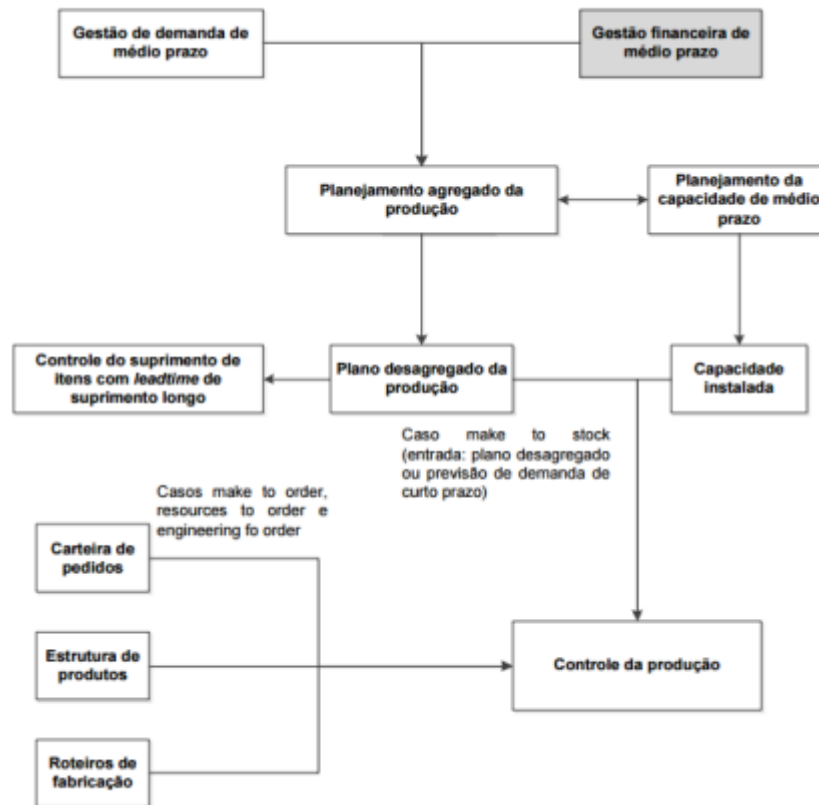 Gestão de demanda de
médio prazo
Gestão financeira de
médio prazo
Planejamento agregado da
produção
Planejamento da
capacidade de médio
prazo
Controle do suprimento de
itens com leadtime de
suprimento longo
Plano desagregado da
produção
Capacidade
instalada
Caso make to stock
(entrada: plano desagregado
ou previsão de demanda de
curto prazo)
Casos make to order,
resources to order e
engineering fo order
Carteira de
pedidos
Estrutura de
produtos
Controle da produção
Roteiros de
fabricação